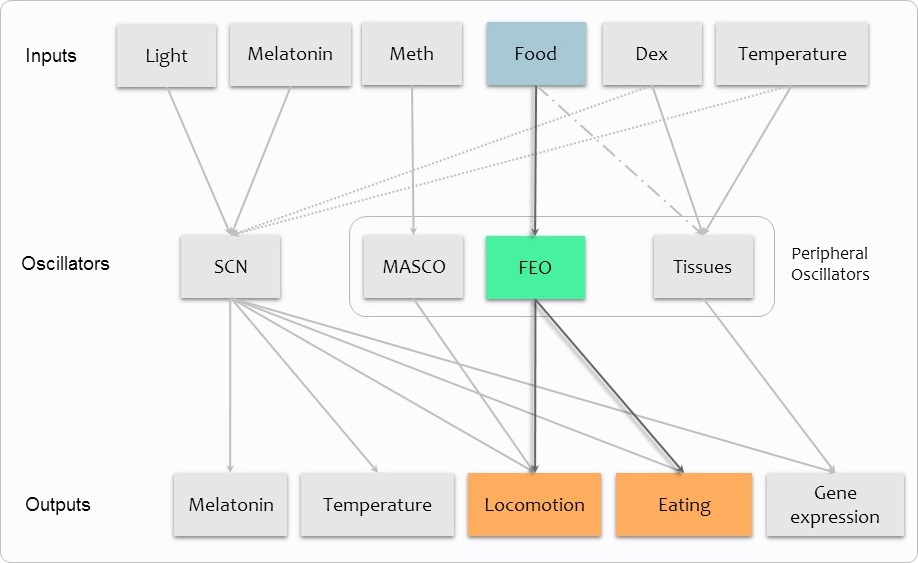 Inputs
Light
Melatonin
Meth
Food
Dex
Temperature
Oscillators
SCN
MASCO
FEO
Tissues
Peripheral
Oscillators
Outputs
Melatonin
Temperature
Locomotion
Eating
Gene
expression